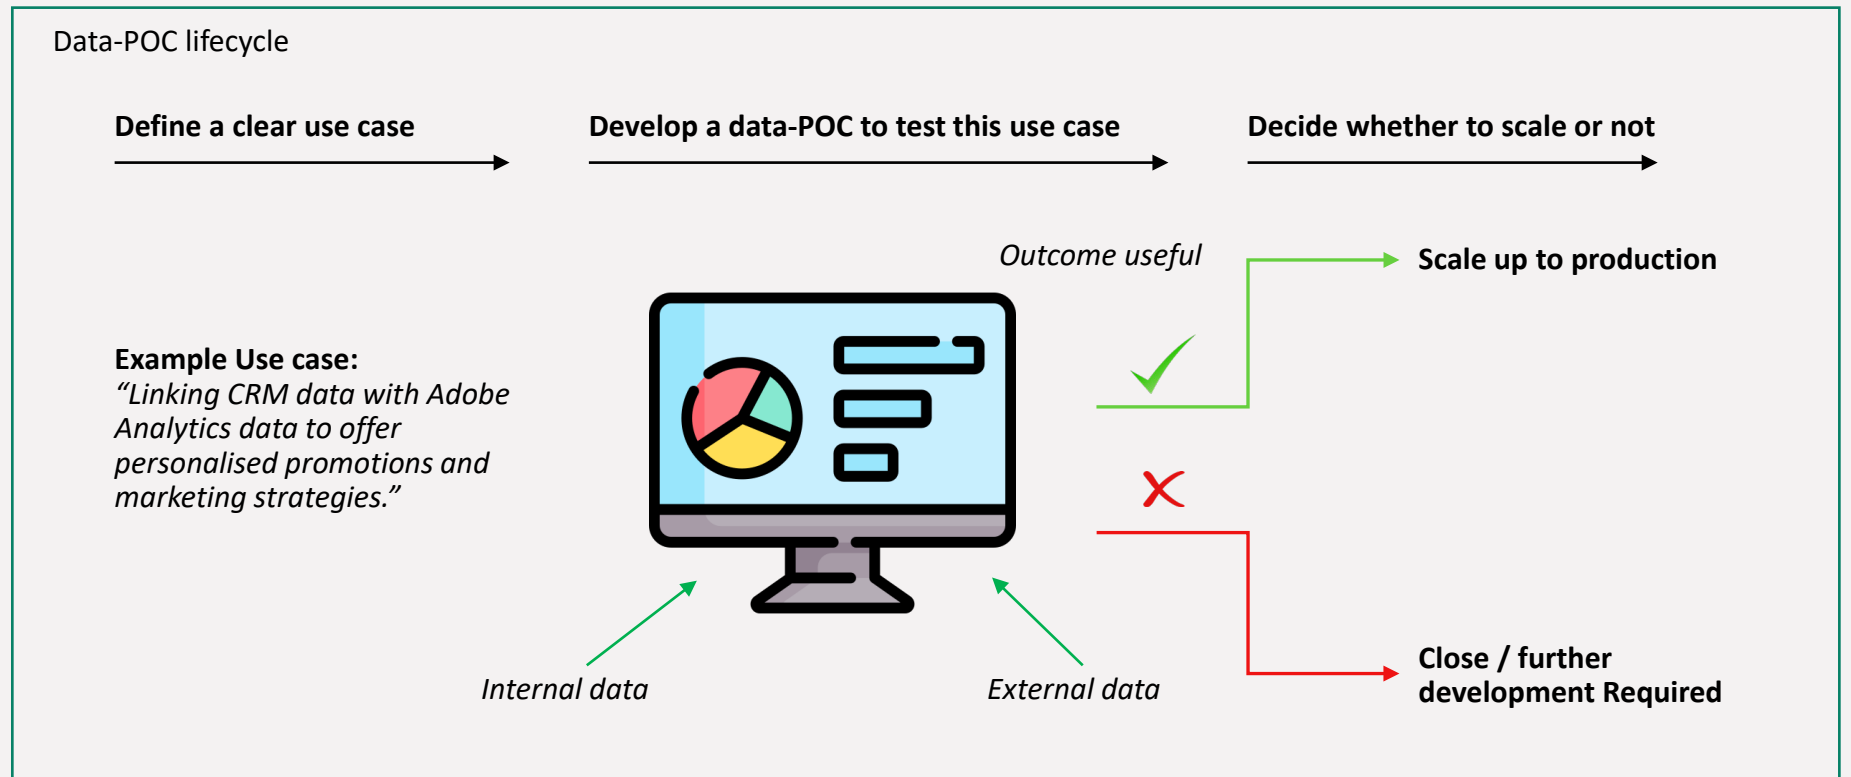 Data-POC lifecycle
Define a clear use case
Develop a data-POC to test this use case
Decide whether to scale or not
Outcome useful
Scale up to production
Example Use case:
“Linking CRM data with Adobe
Analytics data to offer
personalised promotions and
marketing strategies.”
Internal data
External data
Close / further
development Required